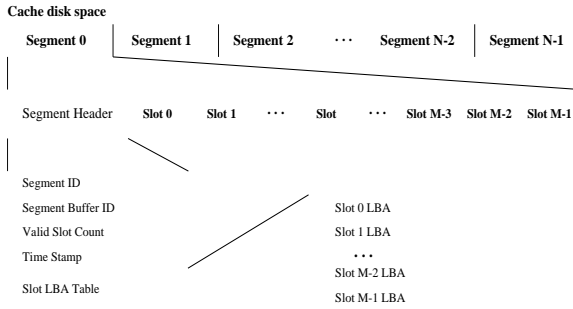 Cache disk space
Segment 0 Segment 1 Segment 2 ··· Segment N-2 Segment N-1
Segment Header Slot 0 Slot 1 ··· Slot ··· Slot M-3 Slot M-2 Slot M-1
Segment ID
Segment Buffer ID
Valid Slot Count
Time Stamp
Slot LBA Table
Slot 0 LBA
Slot 1 LBA
···
Slot M-2 LBA
Slot M-1 LBA